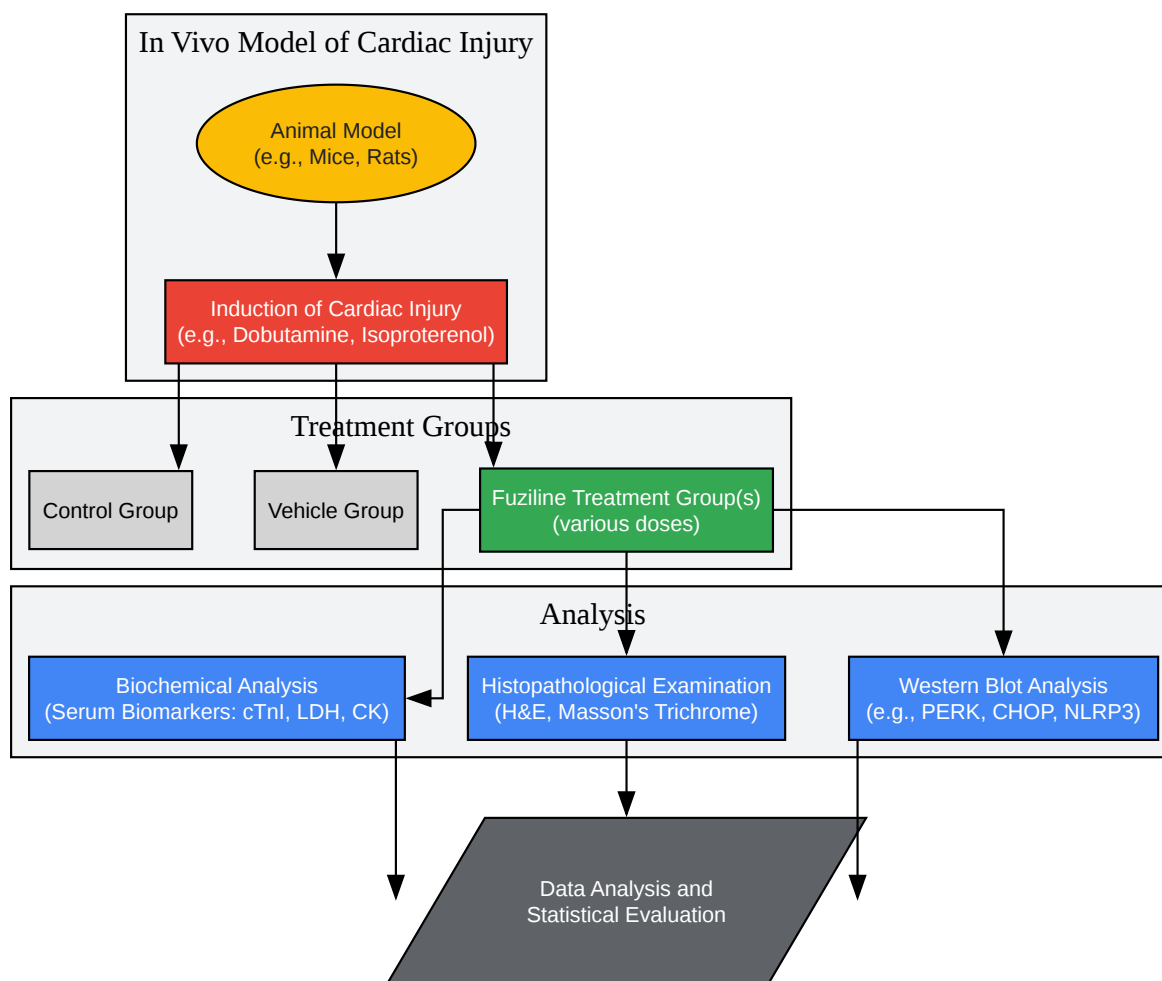 In Vivo Model of Cardiac Injury
Animal Model
(e.g., Mice, Rats)
Induction of Cardiac Injury
(e.g., Dobutamine, Isoproterenol)
Treatment Groups
Control Group
Vehicle Group
Fuziline Treatment Group(s)
(various doses)
Analysis
Biochemical Analysis
(Serum Biomarkers: cTnI, LDH, CK)
Histopathological Examination
(H&E, Masson's Trichrome)
Western Blot Analysis
(e.g., PERK, CHOP, NLRP3)
Data Analysis and
Statistical Evaluation